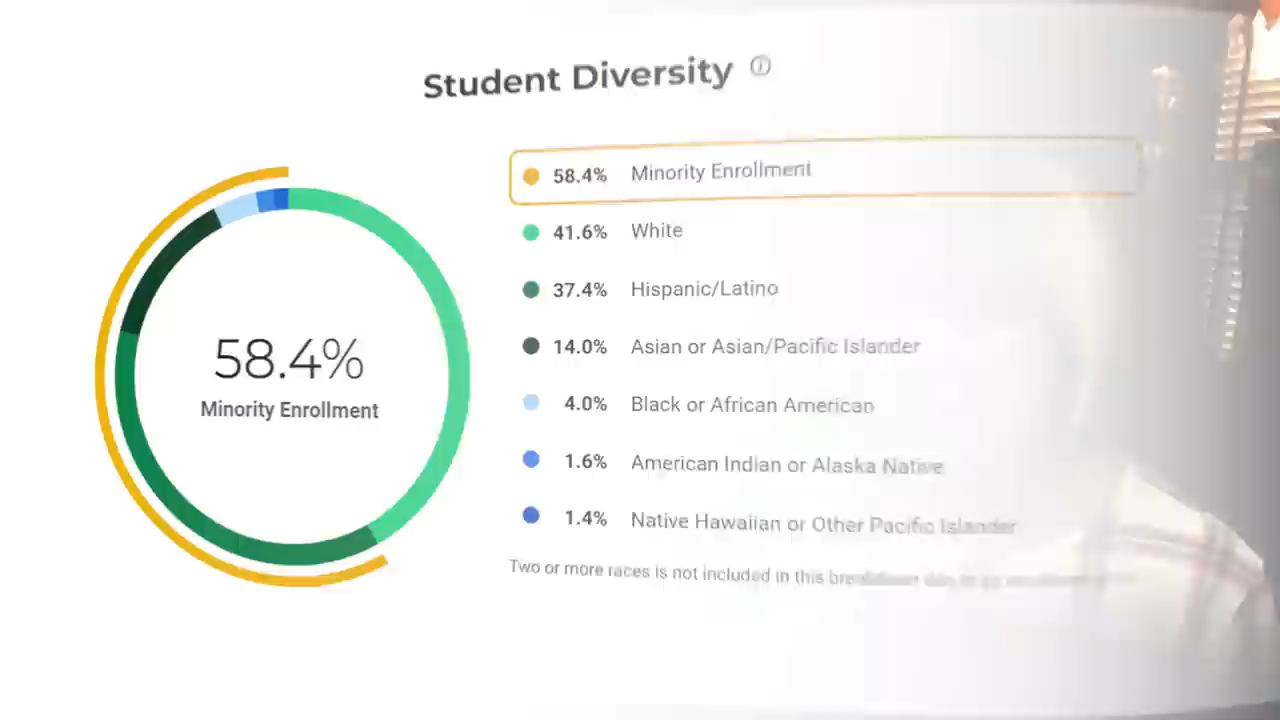 Student Diversity
58.4% Minority Enrollment
41.6% White
37.4% Hispanic/Latino
14.0% Asian or Asian/Pacific Islander
4.0% Black or African American
1.6% American Indian or Alaska Native
1.4% Native Hawaiian or Other Pacific Islander
Two or more races is not included in this breakdown
58.4%
Minority Enrollment